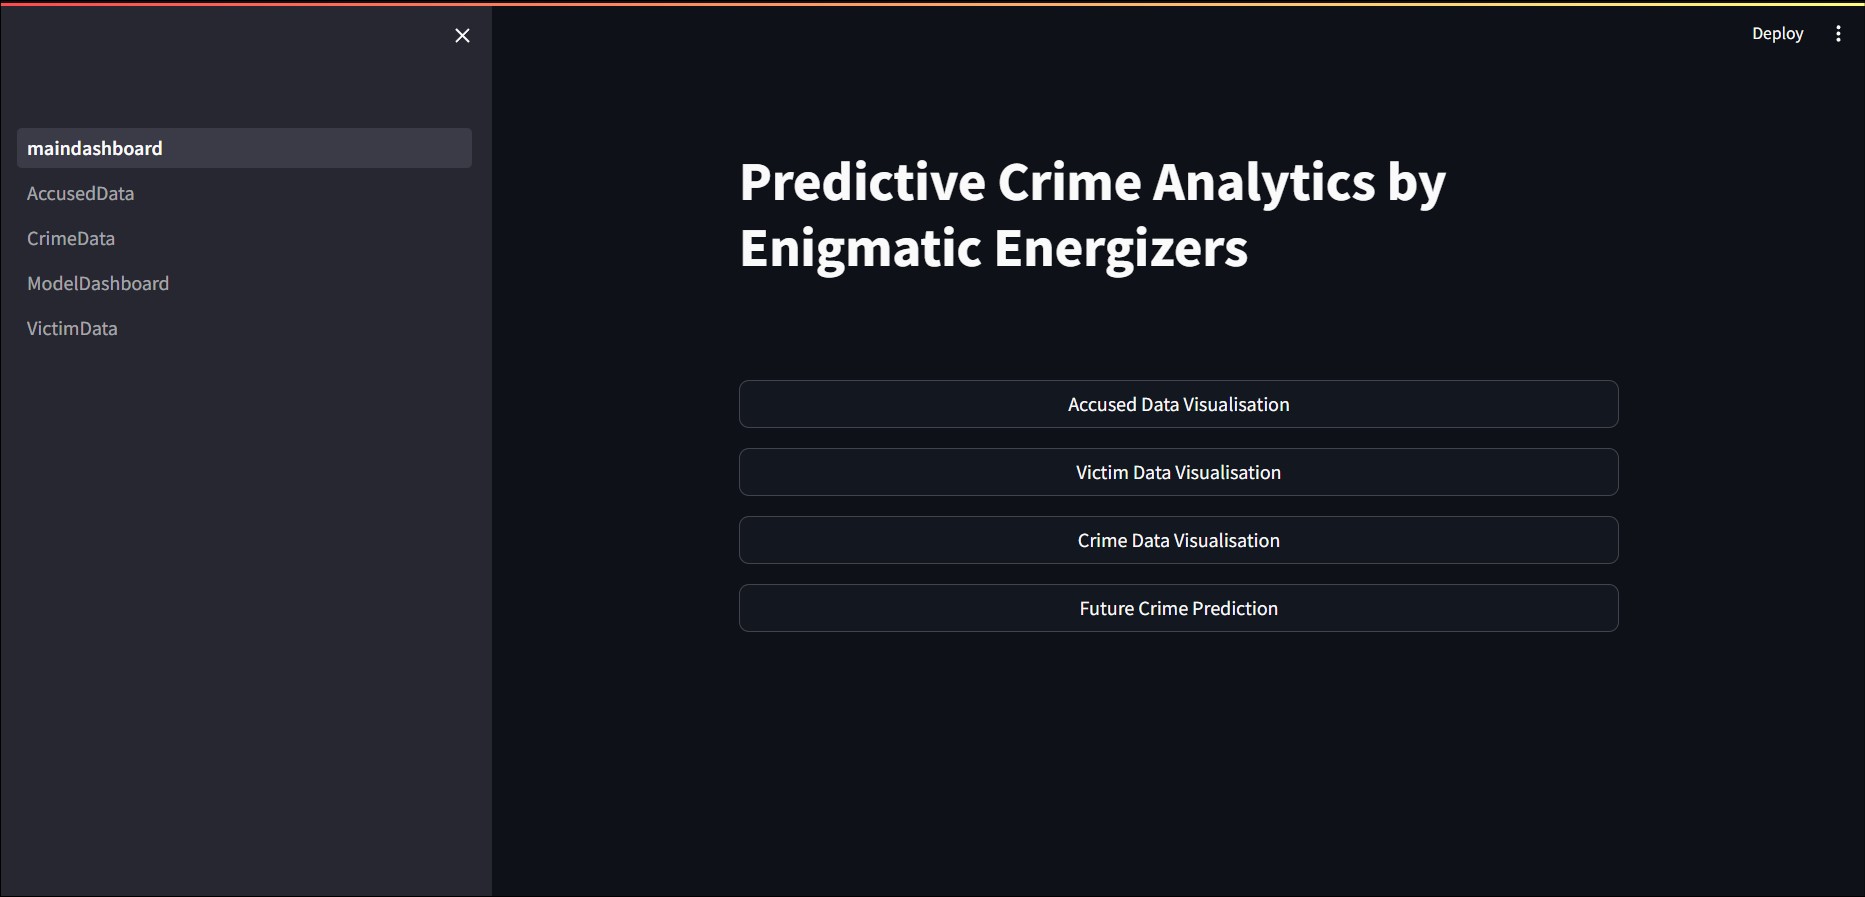 Deploy
maindashboard
AccusedData
CrimeData
ModelDashboard
VictimData
Predictive Crime Analytics by
Enigmatic Energizers
Accused Data Visualisation
Victim Data Visualisation
Crime Data Visualisation
Future Crime Prediction